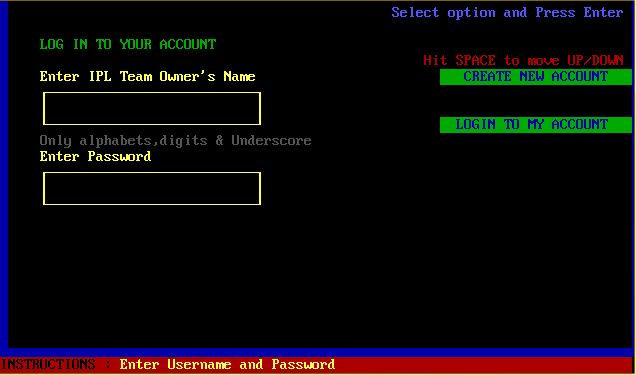 Select option and Press Enter
LOG IN TO YOUR ACCOUNT
Hit SPACE to move UP/DOWN
Enter IPL Team Owner's Name
CREATE NEW ACCOUNT
LOGIN TO MY ACCOUNT
Only alphabets,digits & Underscore
Enter Password
INSTRUCTIONS : Enter Username and Password